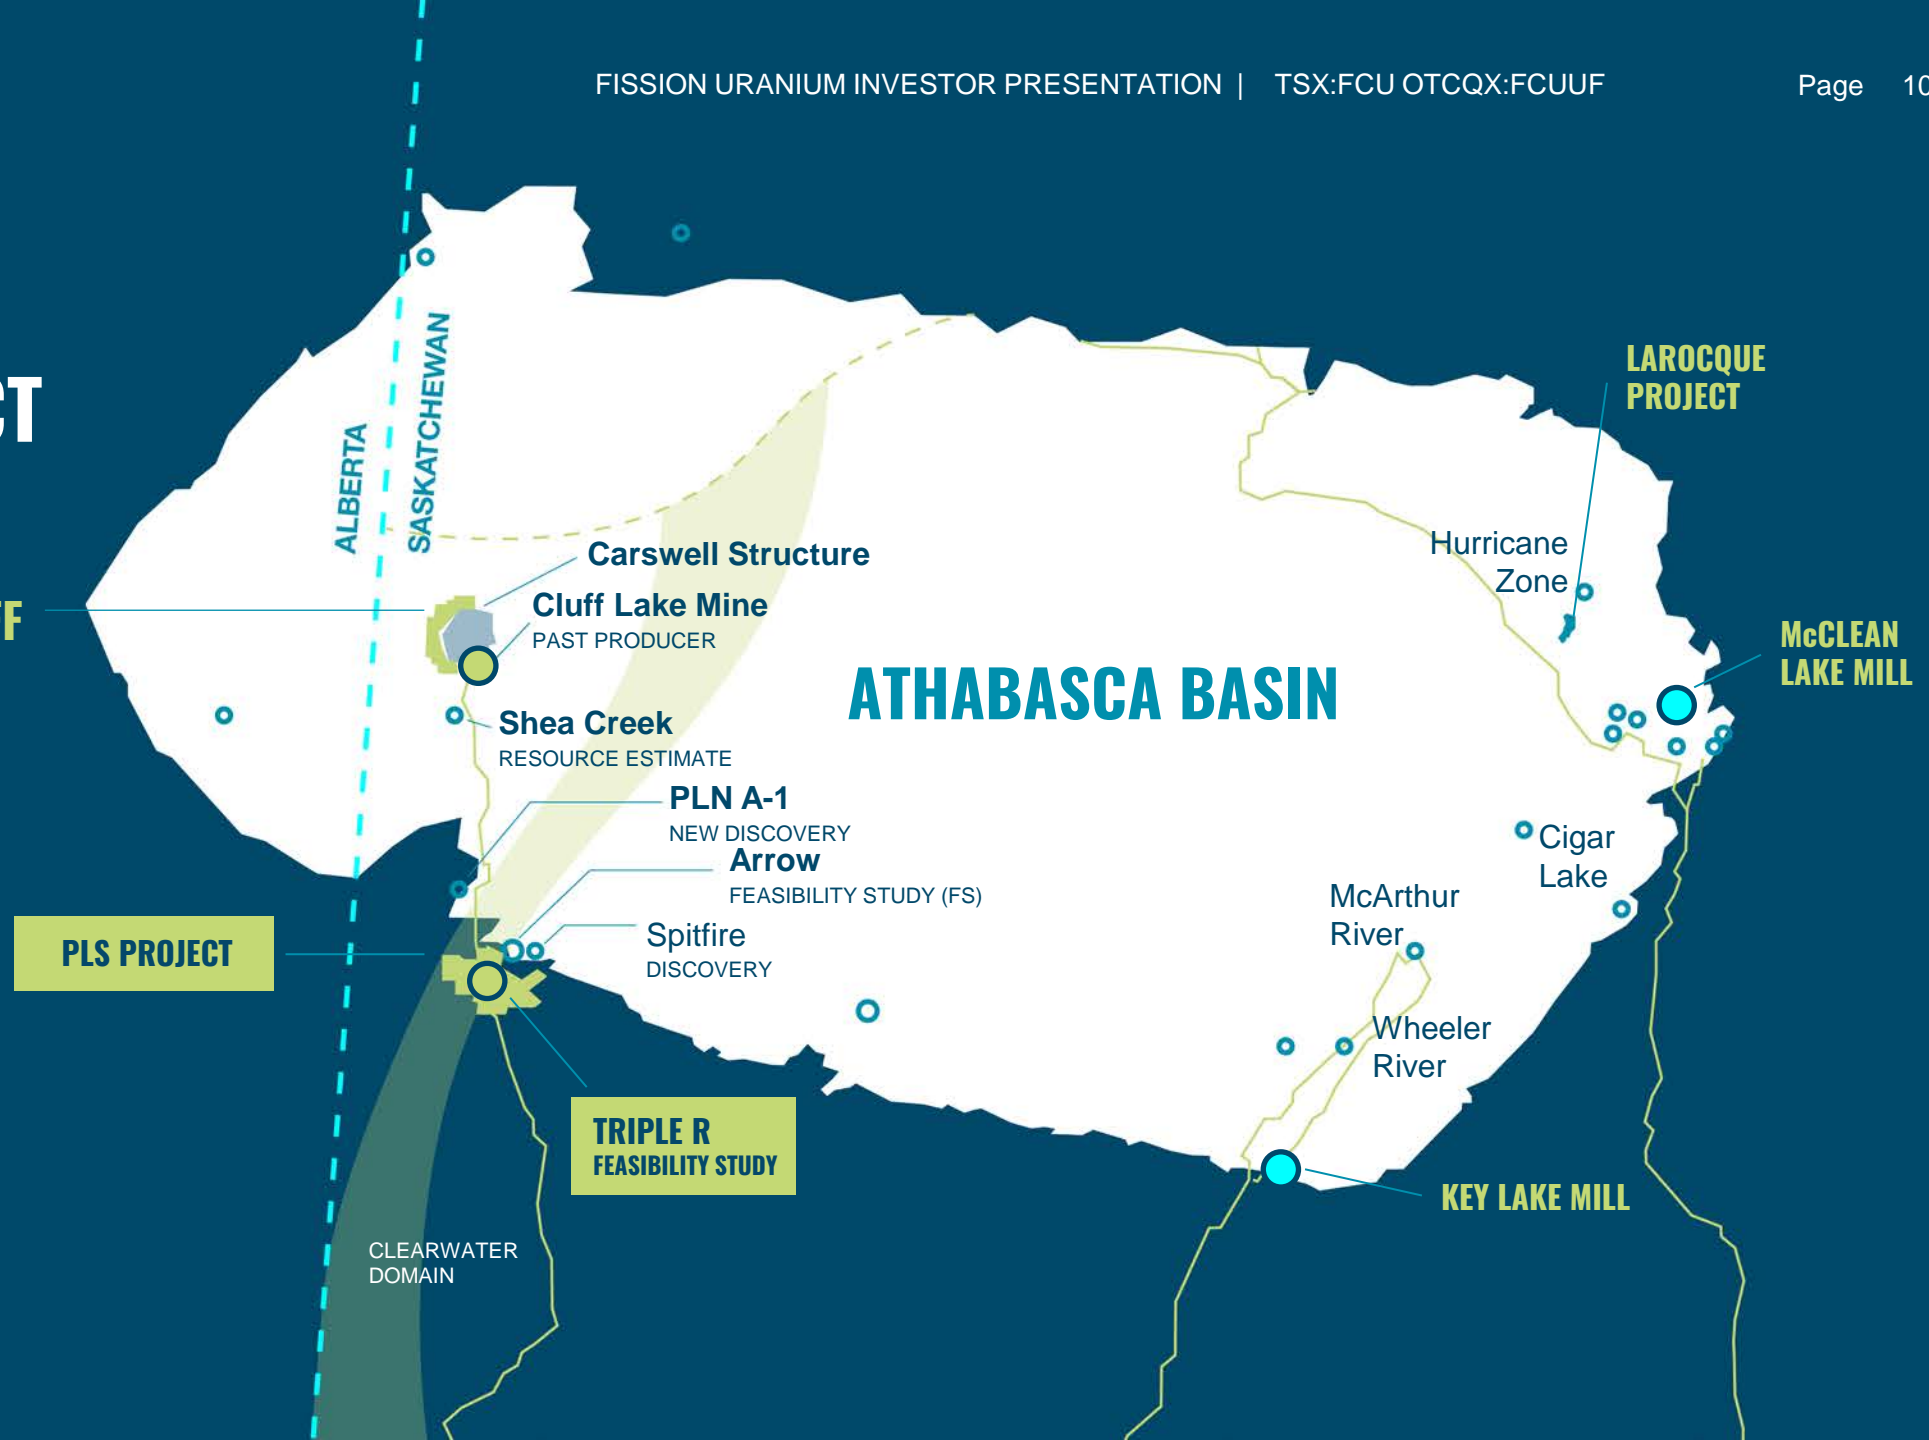 FISSION URANIUM INVESTOR PRESENTATION | TSX:FCU OTCQX:FCUUF Page 10
CT
ALBERTA
SASKATCHEWAN
LAROCQUE
PROJECT
Carswell Structure
Hurricane
Zone
F
Cluff Lake Mine
PAST PRODUCER
McCLEAN
LAKE MILL
ATHABASCA BASIN
Shea Creek
RESOURCE ESTIMATE
PLN A-1
NEW DISCOVERY
Arrow
FEASIBILITY STUDY (FS)
Cigar
Lake
McArthur
River
PLS PROJECT
Spitfire
DISCOVERY
Wheeler
River
TRIPLE R
FEASIBILITY STUDY
KEY LAKE MILL
CLEARWATER
DOMAIN